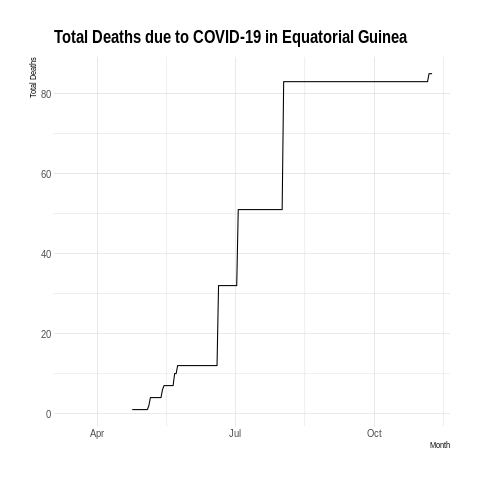 Total Deaths due to COVID-19 in Equatorial Guinea
Total Deaths
80
60
40
20
0
Apr
Jul
Oct
Month